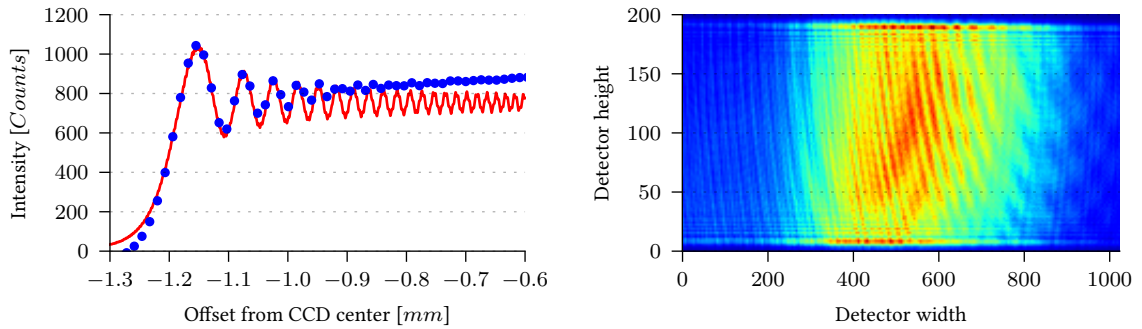 1200
1000
800
600
400
200
0
−1.3 −1.2 −1.1 −1.0 −0.9 −0.8 −0.7 −0.6
Offset from CCD center [mm]
Intensity [Counts]
200
150
100
50
0
0 200 400 600 800 1000
Detector width
Detector height